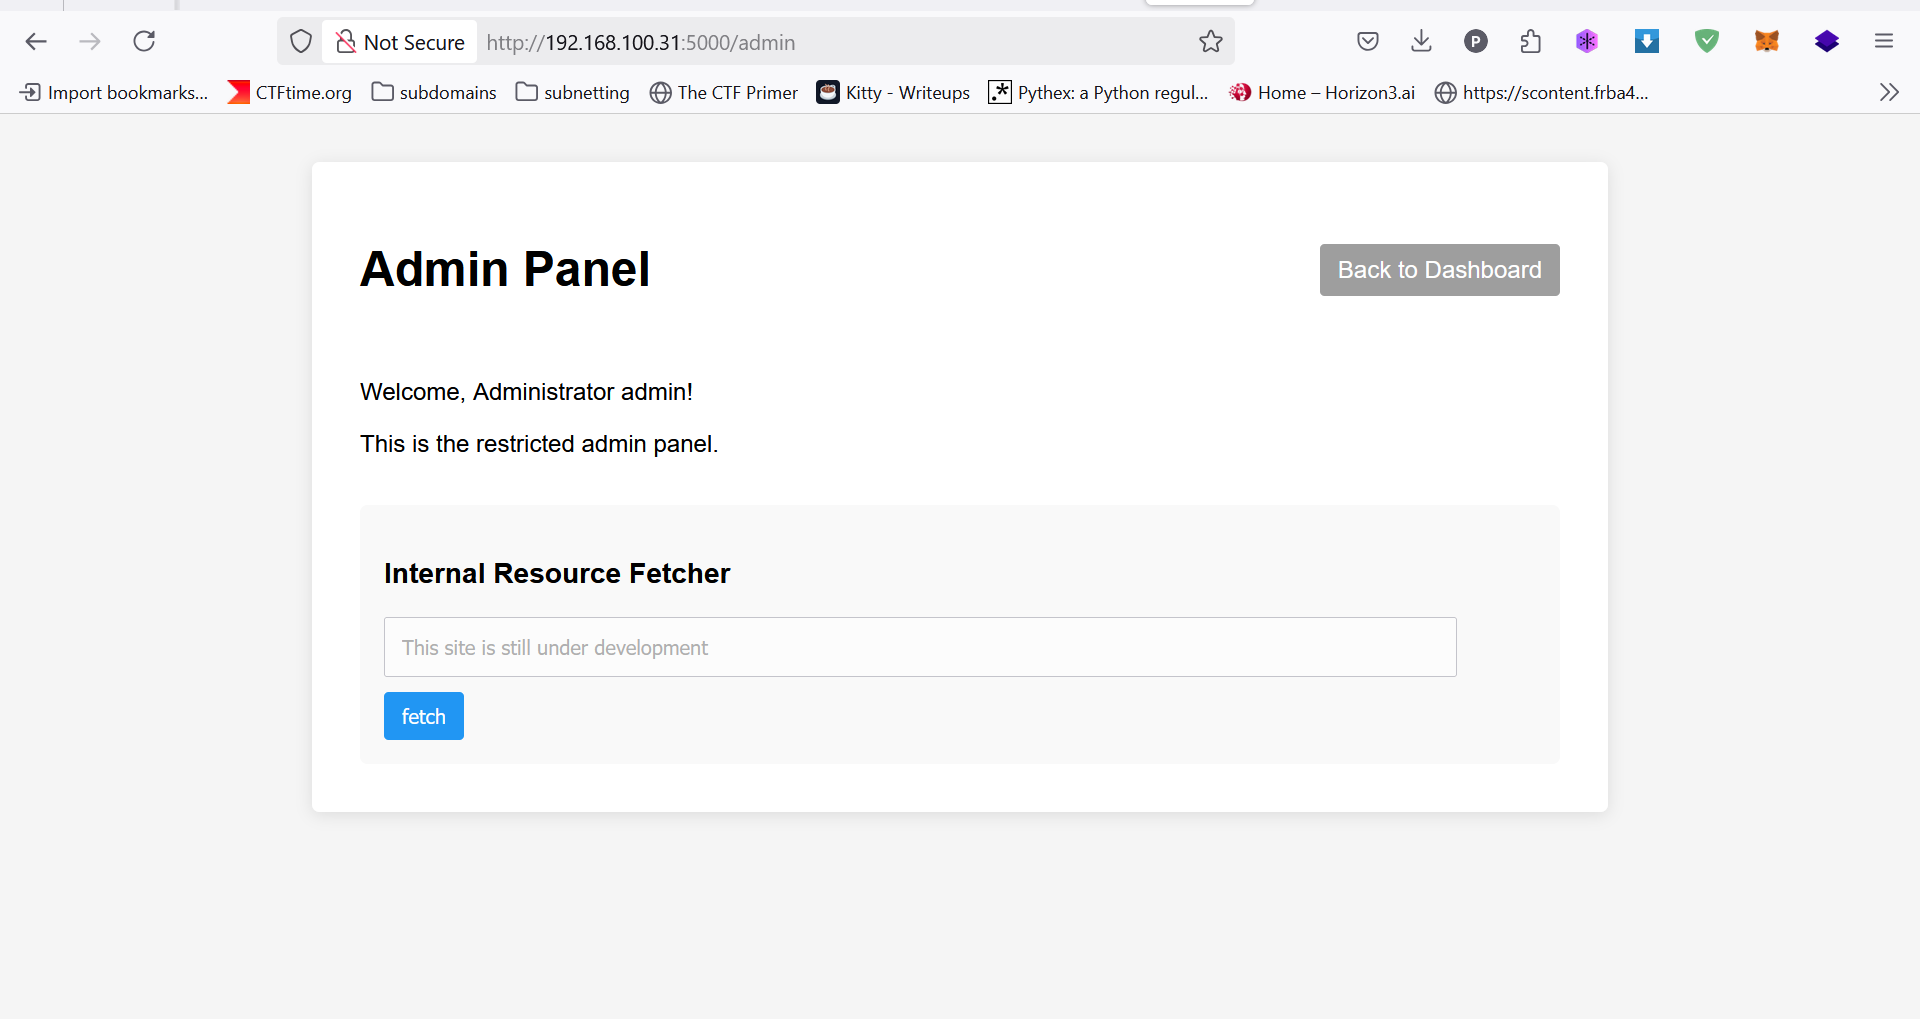 Not Secure http://192.168.100.31:5000/admin
P
Import bookmarks... CTFtime.org subdomains subnetting The CTF Primer Kitty - Writeups .* Pythex: a Python regul... Home – Horizon3.ai https://scontent.frba4...
Admin Panel
Back to Dashboard
Welcome, Administrator admin!
This is the restricted admin panel.
Internal Resource Fetcher
This site is still under development
fetch